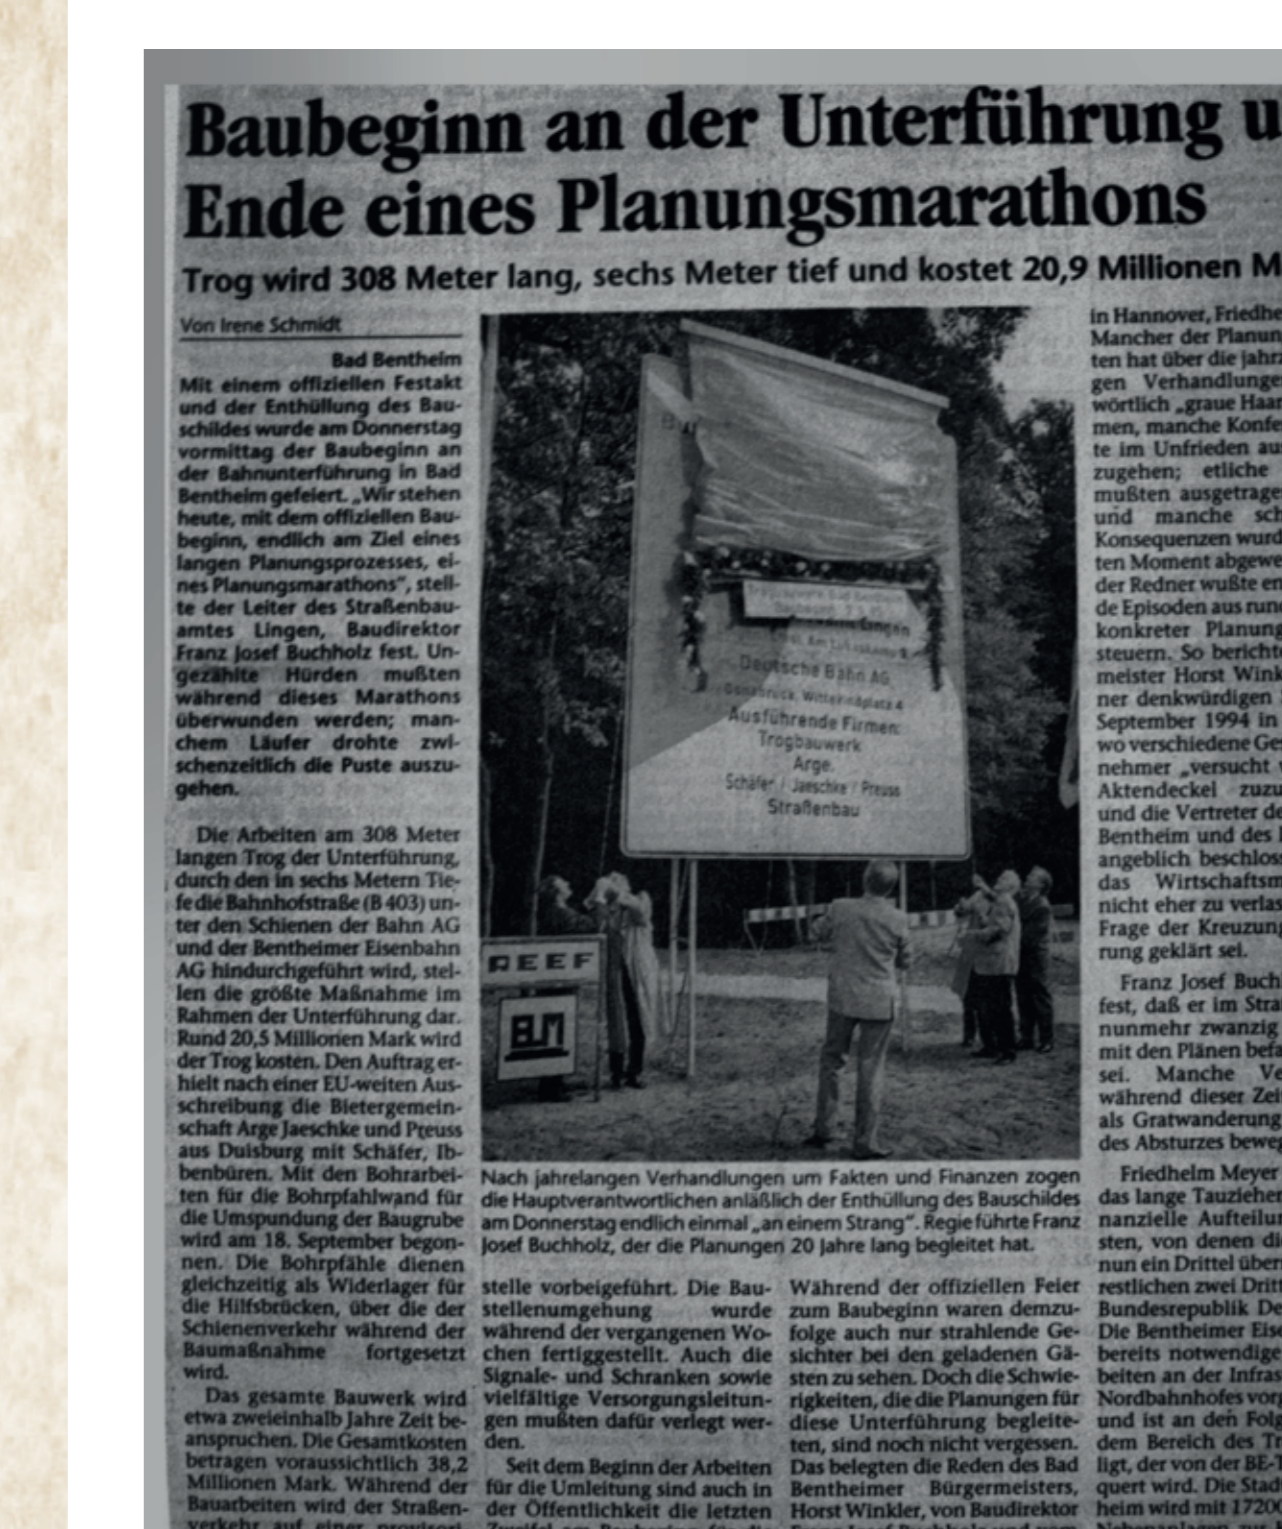 Baubeginn an der Unterführung
Ende eines Planungsmarathons
Trog wird 308 Meter lang, sechs Meter tief und kostet 20,9 Millionen M
Von Irene Schmidt
Bad Bentheim
Mit einem offiziellen Festakt
und der Enthüllung des Bau-
schildes wurde am Donnerstag
vormittag der Baubeginn an
der Bahnunterführung in Bad
Bentheim gefeiert. „Wir stehen
heute, mit dem offiziellen Bau-
beginn, endlich am Ziel eines
langen Planungsprozesses, ei-
nes Planungsmarathons“, stell-
te der Leiter des Straßenbau-
amtes Lingen, Baudirektor
Franz Josef Buchholz fest. Un-
gezählte Hürden mußten
während dieses Marathons
überwunden werden; man-
chem Läufer drohte zwi-
schenzeitlich die Puste auszu-
gehen.
Die Arbeiten am 308 Meter
langen Trog der Unterführung,
durch den in sechs Metern Tie-
fe die Bahnhofstraße (B 403) un-
ter den Schienen der Bahn AG
und der Bentheimer Eisenbahn
AG hindurchgeführt wird, stel-
len die größte Maßnahme im
Rahmen der Unterführung dar.
Rund 20,5 Millionen Mark wird
der Trog kosten. Den Auftrag er-
hielt nach einer EU-weiten Aus-
schreibung die Bietergemein-
schaft Arge Jaeschke und Preuss
aus Duisburg mit Schäfer, Ib-
benbüren. Mit den Bohrarbei-
ten für die Bohrpfahlwand für
die Umspundung der Baugrube
wird am 18. September begon-
nen. Die Bohrpfähle dienen
gleichzeitig als Widerlager für
die Hilfsbrücken, über die der
Schienenverkehr während der
Baumaßnahme fortgesetzt
wird.
Das gesamte Bauwerk wird
etwa zweieinhalb Jahre Zeit be-
anspruchen. Die Gesamtkosten
betragen voraussichtlich 38,2
Millionen Mark. Während der
Bauarbeiten wird der Straßen-
verkehr auf einer provisori-
Lingen
Deutsche Bahn AG
Osnabrück, Wittekindplatz 4
Ausführende Firmen:
Trogbauwerk
Arge.
Schäfer / Jaeschke / Preuss
Straßenbau
REEF
BLM
Nach jahrelangen Verhandlungen um Fakten und Finanzen zogen
die Hauptverantwortlichen anläßlich der Enthüllung des Bauschildes
am Donnerstag endlich einmal „an einem Strang“. Regie führte Franz
Josef Buchholz, der die Planungen 20 Jahre lang begleitet hat.
stelle vorbeigeführt. Die Bau-
stellenumgehung wurde
während der vergangenen Wo-
chen fertiggestellt. Auch die
Signale- und Schranken sowie
vielfältige Versorgungsleitun-
gen mußten dafür verlegt wer-
den.
Seit dem Beginn der Arbeiten
für die Umleitung sind auch in
der Öffentlichkeit die letzten
Während der offiziellen Feier
zum Baubeginn waren demzu-
folge auch nur strahlende Ge-
sichter bei den geladenen Gä-
sten zu sehen. Doch die Schwie-
rigkeiten, die die Planungen für
diese Unterführung begleite-
ten, sind noch nicht vergessen.
Das belegten die Reden des Bad
Bentheimer Bürgermeisters,
Horst Winkler, von Baudirektor
in Hannover, Friedhe
Mancher der Planun
ten hat über die jahrz
gen Verhandlunge
wörtlich „graue Haar
men, manche Konfe
te im Unfrieden au
zugehen; etliche
mußten ausgetrage
und manche sch
Konsequenzen wurd
ten Moment abgewe
der Redner wußte en
de Episoden aus run
konkreter Planung
steuern. So berichte
meister Horst Wink
ner denkwürdigen
September 1994 in
wo verschiedene Ge
nehmer „versucht
Aktendeckel zuzu
und die Vertreter de
Bentheim und des
angeblich beschloss
das Wirtschaftsm
nicht eher zu verlas
Frage der Kreuzung
rung geklärt sei.
Franz Josef Buch
fest, daß er im Stra
nunmehr zwanzig
mit den Plänen befa
sei. Manche Ve
während dieser Zei
als Gratwanderung
des Absturzes beweg
Friedhelm Meyer
das lange Tauziehen
nanzielle Aufteilun
sten, von denen di
nun ein Drittel über
restlichen zwei Dritt
Bundesrepublik De
Die Bentheimer Eise
bereits notwendige
beiten an der Infras
Nordbahnhofes vor
und ist an den Folg
dem Bereich des Tr
ligt, der von der BE-T
quert wird. Die Stad
heim wird mit 17200